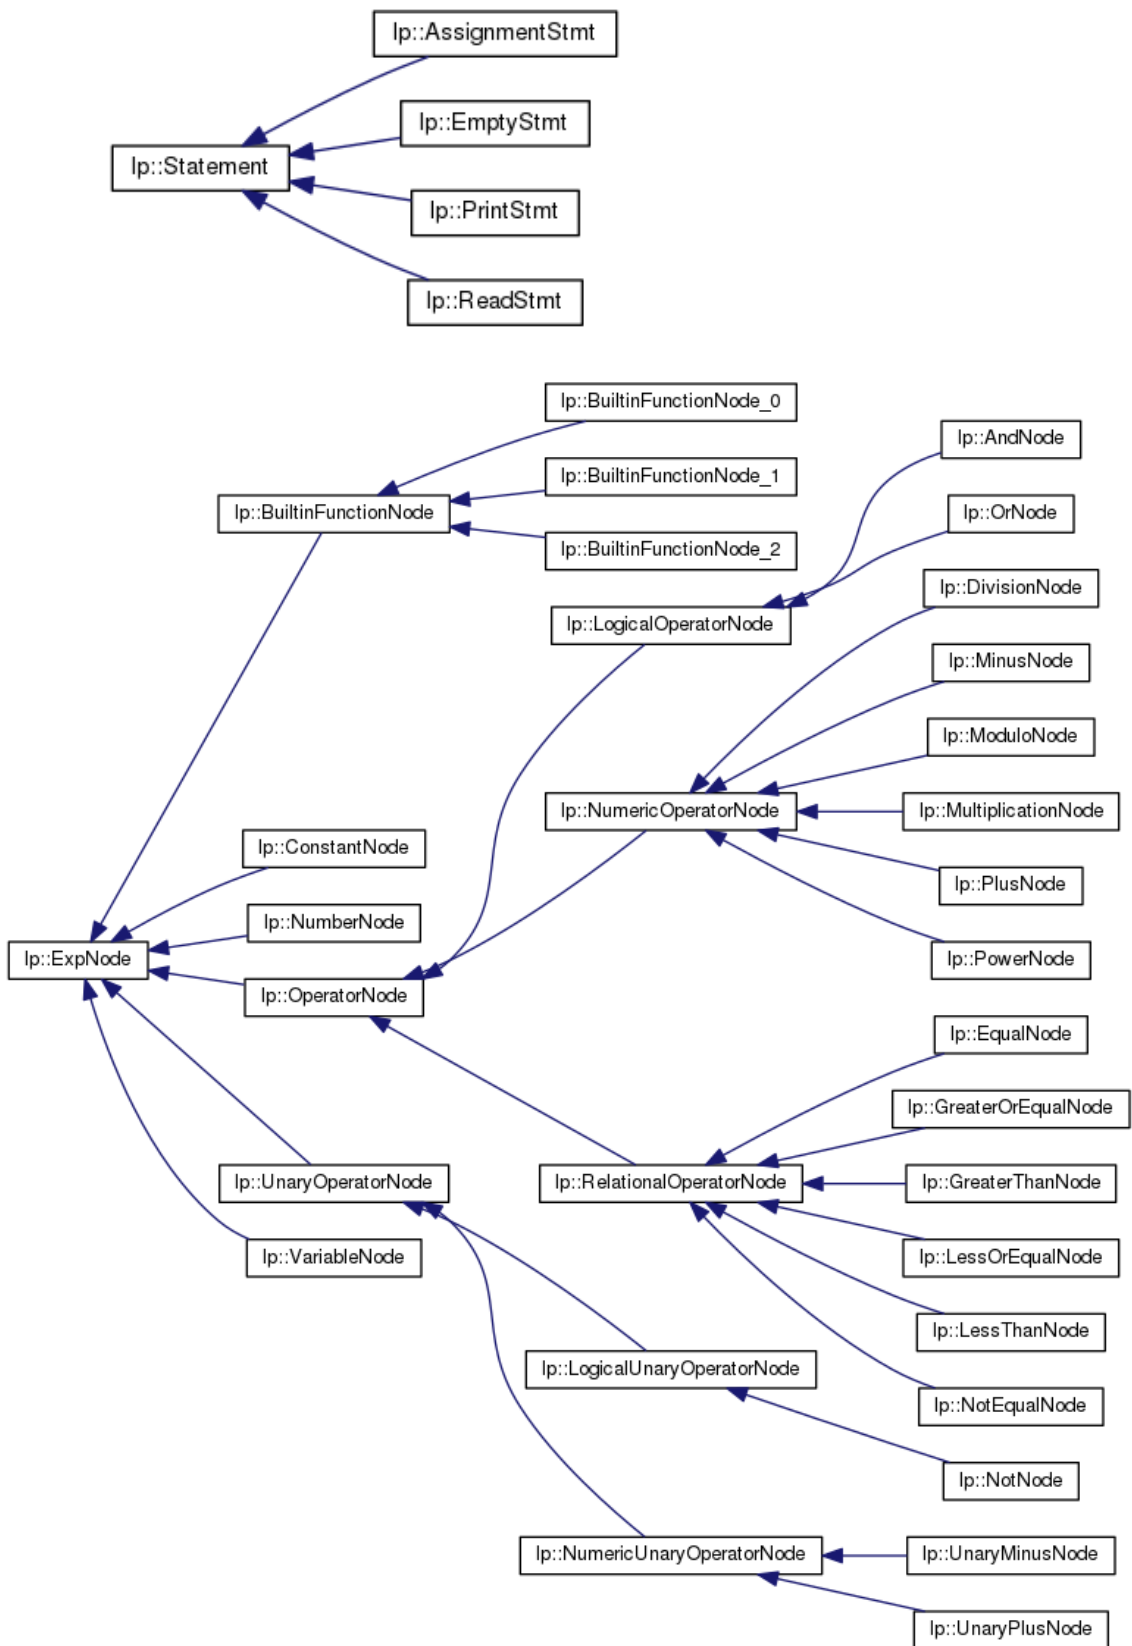 lp::AssignmentStmt
lp::EmptyStmt
lp::Statement
lp::PrintStmt
lp::ReadStmt
lp::BuiltinFunctionNode_0
lp::AndNode
lp::BuiltinFunctionNode_1
lp::BuiltinFunctionNode
lp::OrNode
lp::BuiltinFunctionNode_2
lp::DivisionNode
lp::LogicalOperatorNode
lp::MinusNode
lp::ModuloNode
lp::NumericOperatorNode
lp::MultiplicationNode
lp::ConstantNode
lp::PlusNode
lp::NumberNode
lp::ExpNode
lp::PowerNode
lp::OperatorNode
lp::EqualNode
lp::GreaterOrEqualNode
lp::UnaryOperatorNode
lp::RelationalOperatorNode
lp::GreaterThanNode
lp::VariableNode
lp::LessOrEqualNode
lp::LessThanNode
lp::LogicalUnaryOperatorNode
lp::NotEqualNode
lp::NotNode
lp::NumericUnaryOperatorNode
lp::UnaryMinusNode
lp::UnaryPlusNode